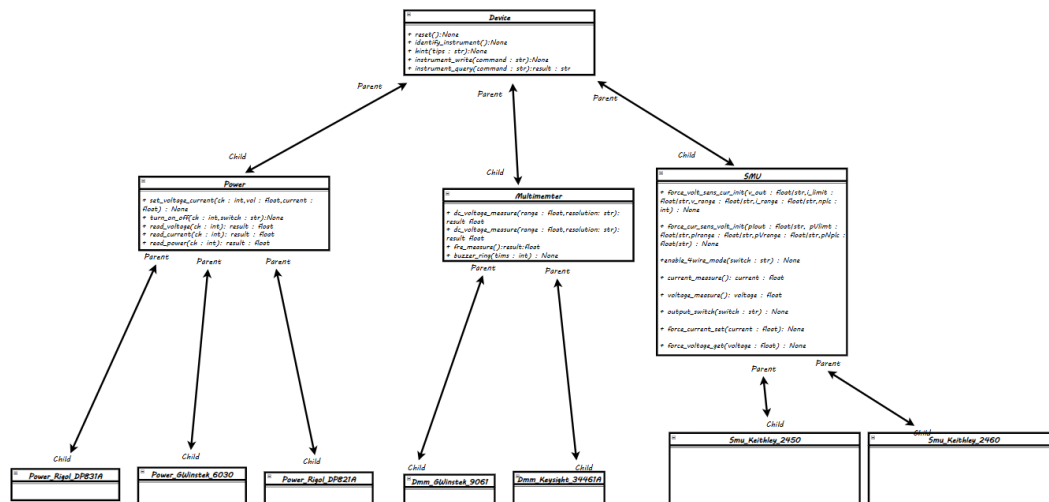 Device
+ reset():None
+ identify_instrument():None
+ hint(tips : str):None
+ instrument_write(command : str):None
+ instrument_query(command : str):result : str
Parent
Parent
Parent
Child
Child
Child
Power
+ set_voltage_current(ch : int,vol : float,current :
float) : None
+ turn_on_off(ch : int,switch : str):None
+ read_voltage(ch : int): result : float
+ read_current(ch : int): result : float
+ read_power(ch : int): result : float
Multimemter
+ dc_voltage_measure(range : float,resolution: str):
result float
+ dc_voltage_measure(range : float,resolution: str):
result float
+ fre_measure():result:float
+ buzzer_ring(tims : int) : None
SMU
+ force_volt_sens_cur_init(v_out : float/str,i_limit :
float/str,v_range : float/str,i_range : float/str,nplc :
int) : None
+ force_cur_sens_volt_init(pIout : float/str, pVlimit :
float/str,pIrange : float/str,pVrange : float/str,pNplc :
float/str) : None
+enable_4wire_mode(switch : str) : None
+ current_measure(): current : float
+ voltage_measure(): voltage : float
+ output_switch(switch : str) : None
+ force_current_set(current : float): None
+ force_voltage_get(voltage : float) : None
Parent
Parent
Parent
Parent
Parent
Parent
Parent
Child
Child
Child
Child
Child
Child
Child
Power_Rigol_DP831A
Power_GWinstek_6030
Power_Rigol_DP821A
Dmm_GWinstek_9061
Dmm_Keysight_34461A
Smu_Keithley_2450
Smu_Keithley_2460